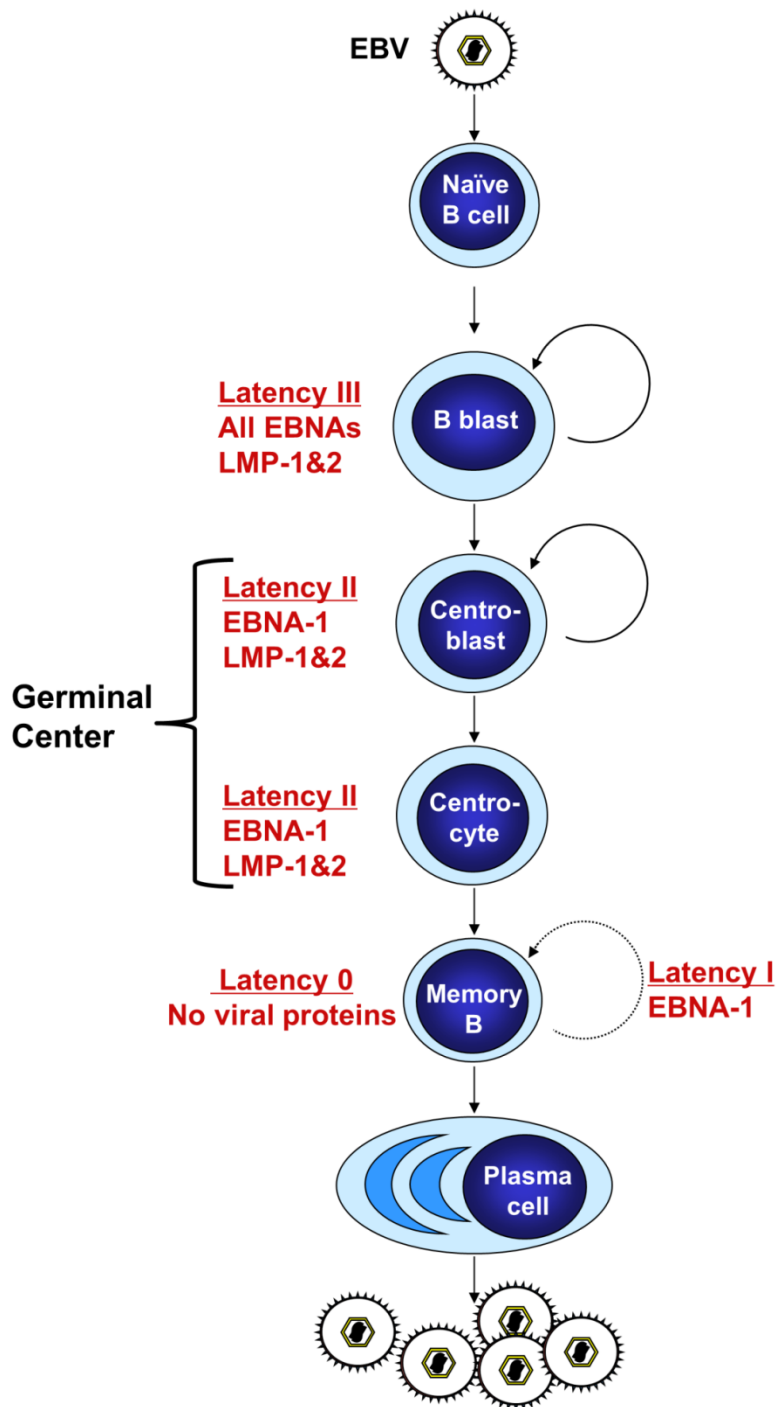 EBV
Naïve
B cell
Latency III
All EBNAs
LMP-1&2
B blast
Latency II
EBNA-1
LMP-1&2
Centro-
blast
Germinal
Center
Latency II
EBNA-1
LMP-1&2
Centro-
cyte
Latency 0
No viral proteins
Memory
B
Latency I
EBNA-1
Plasma
cell